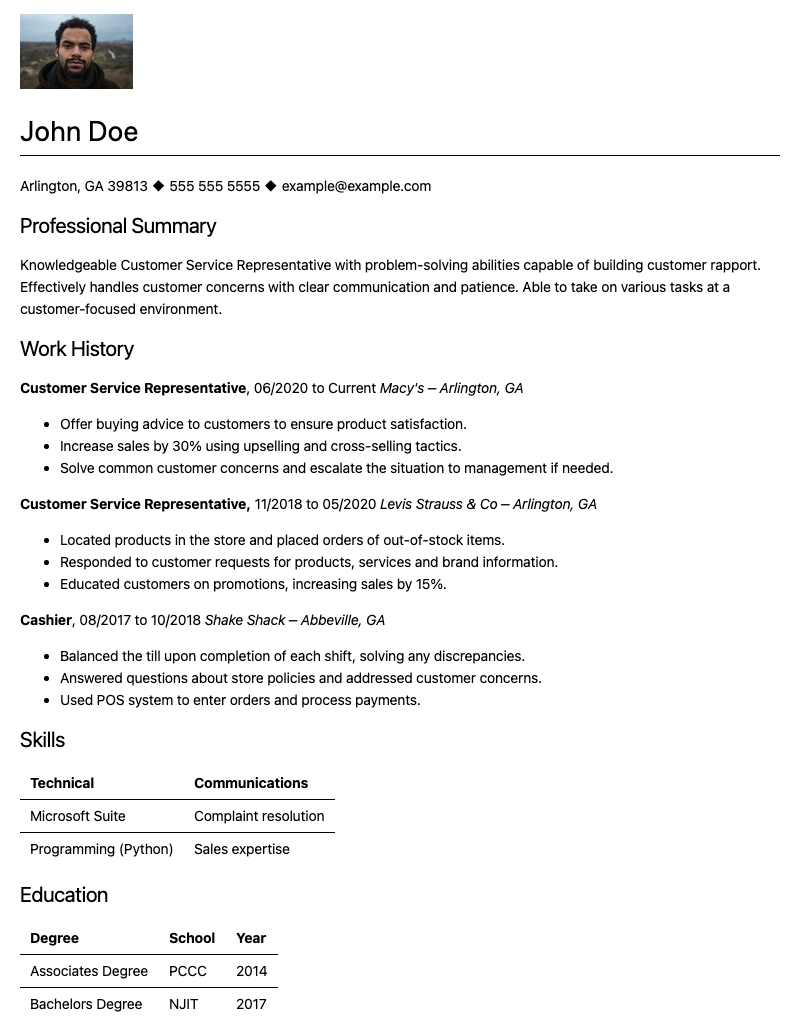 John Doe
Arlington, GA 39813 ◆ 555 555 5555 ◆ example@example.com
Professional Summary
Knowledgeable Customer Service Representative with problem-solving abilities capable of building customer rapport.
Effectively handles customer concerns with clear communication and patience. Able to take on various tasks at a
customer-focused environment.
Work History
Customer Service Representative, 06/2020 to Current Macy's – Arlington, GA
• Offer buying advice to customers to ensure product satisfaction.
• Increase sales by 30% using upselling and cross-selling tactics.
• Solve common customer concerns and escalate the situation to management if needed.
Customer Service Representative, 11/2018 to 05/2020 Levis Strauss & Co – Arlington, GA
• Located products in the store and placed orders of out-of-stock items.
• Responded to customer requests for products, services and brand information.
• Educated customers on promotions, increasing sales by 15%.
Cashier, 08/2017 to 10/2018 Shake Shack – Abbeville, GA
• Balanced the till upon completion of each shift, solving any discrepancies.
• Answered questions about store policies and addressed customer concerns.
• Used POS system to enter orders and process payments.
Skills
Technical Communications
Microsoft Suite Complaint resolution
Programming (Python) Sales expertise
Education
Degree School Year
Associates Degree PCCC 2014
Bachelors Degree NJIT 2017